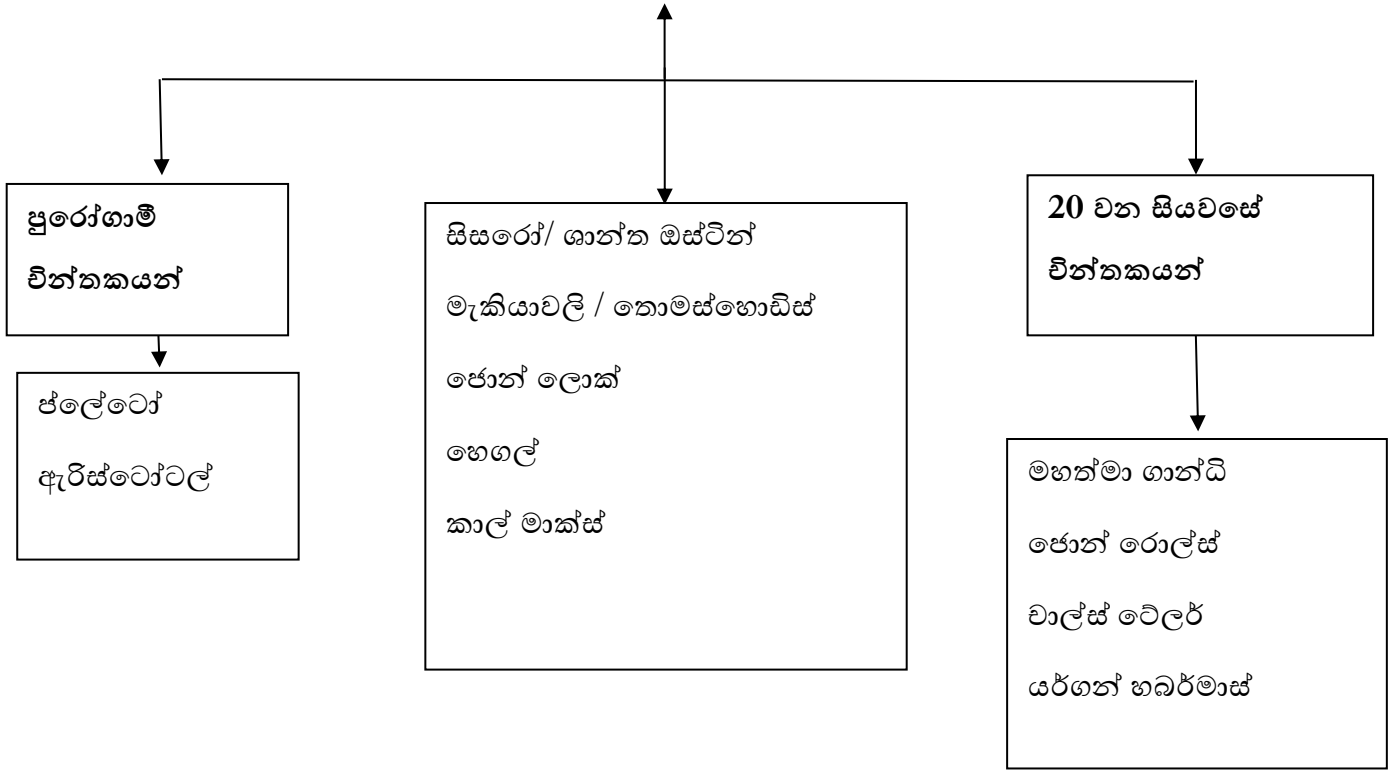 පුරෝගාමී
චින්තකයන්
ප්ලේටෝ
ඇරිස්ටෝටල්
සිසරෝ/ ශාන්ත ඔස්ටින්
මැකියාවලි / තොමස්හොඩිස්
ජොන් ලොක්
හෙගල්
කාල් මාක්ස්
20 වන සියවසේ
චින්තකයන්
මහත්මා ගාන්ධි
ජොන් රොල්ස්
චාල්ස් ටේලර්
යර්ගන් හබර්මාස්